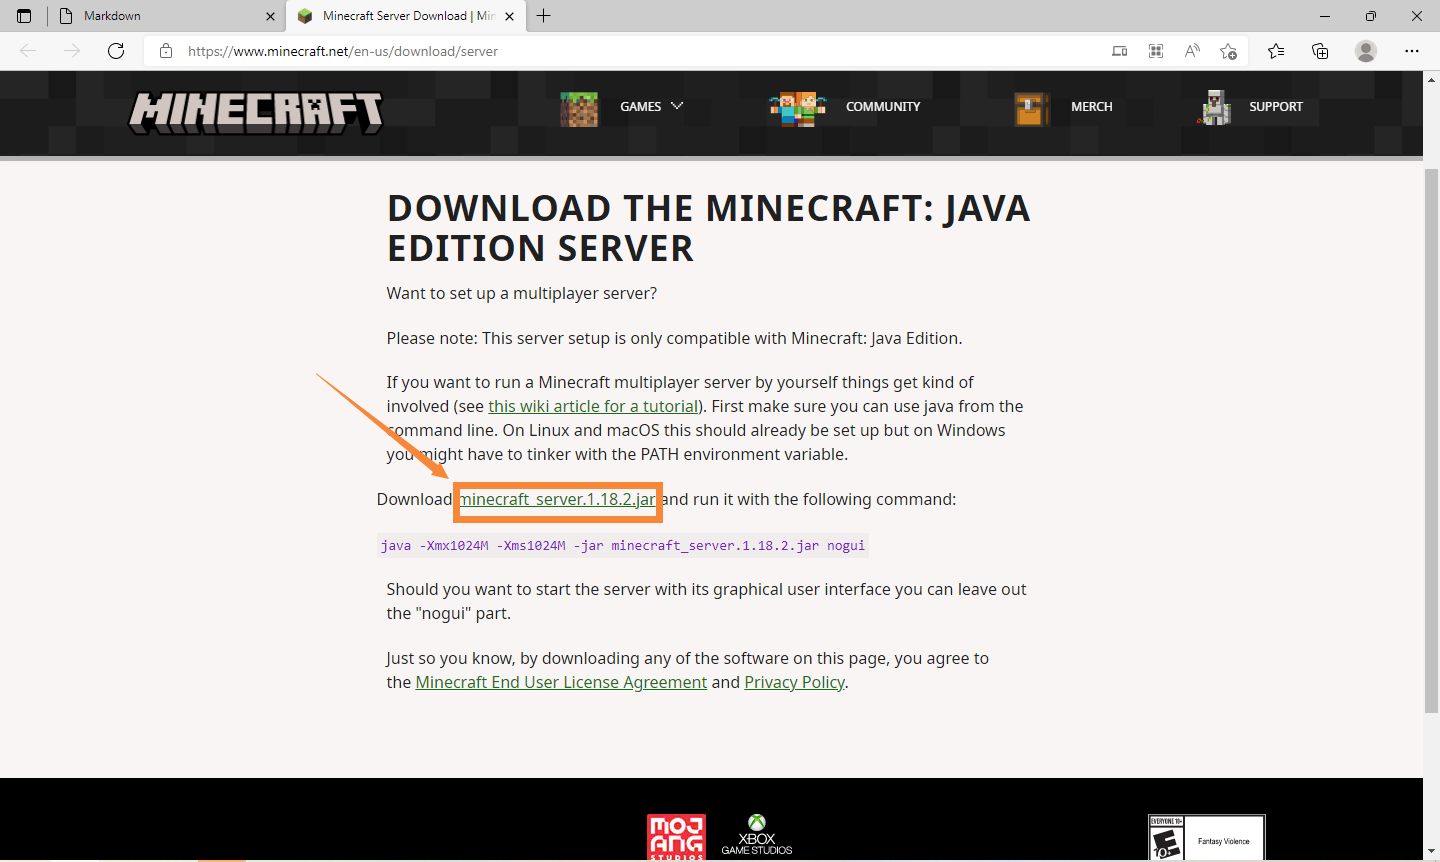 Markdown
Minecraft Server Download | Min
https://www.minecraft.net/en-us/download/server
MINECRAFT
GAMES
COMMUNITY
MERCH
SUPPORT
DOWNLOAD THE MINECRAFT: JAVA
EDITION SERVER
Want to set up a multiplayer server?
Please note: This server setup is only compatible with Minecraft: Java Edition.
If you want to run a Minecraft multiplayer server by yourself things get kind of
involved (see this wiki article for a tutorial). First make sure you can use java from the
command line. On Linux and macOS this should already be set up but on Windows
you might have to tinker with the PATH environment variable.
Download minecraft_server.1.18.2.jar and run it with the following command:
java -Xmx1024M -Xms1024M -jar minecraft_server.1.18.2.jar nogui
Should you want to start the server with its graphical user interface you can leave out
the "nogui" part.
Just so you know, by downloading any of the software on this page, you agree to
the Minecraft End User License Agreement and Privacy Policy.
MOJANG
STUDIOS
XBOX
GAME STUDIOS
EVERYONE 10+
E
10+
Fantasy Violence